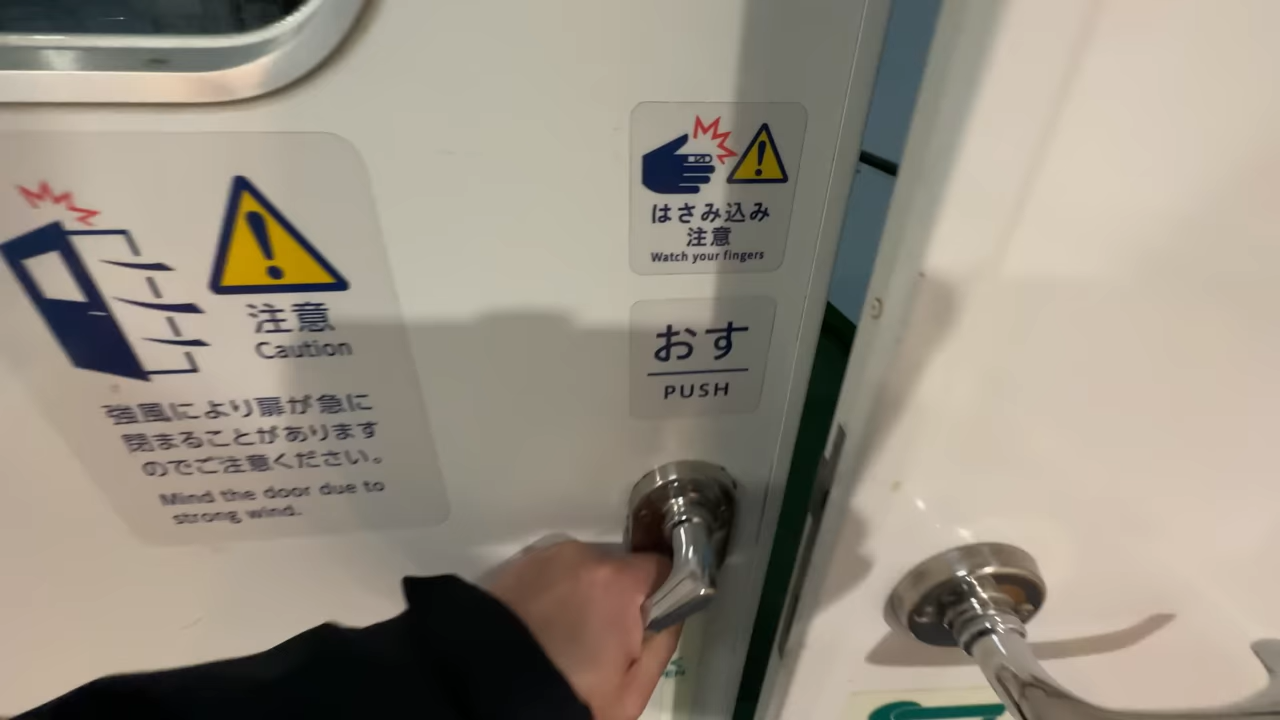 注意
Caution
強風により扉が急に
閉まることがあります
のでご注意ください。
Mind the door due to
strong wind.
はさみ込み
注意
Watch your fingers
おす
PUSH